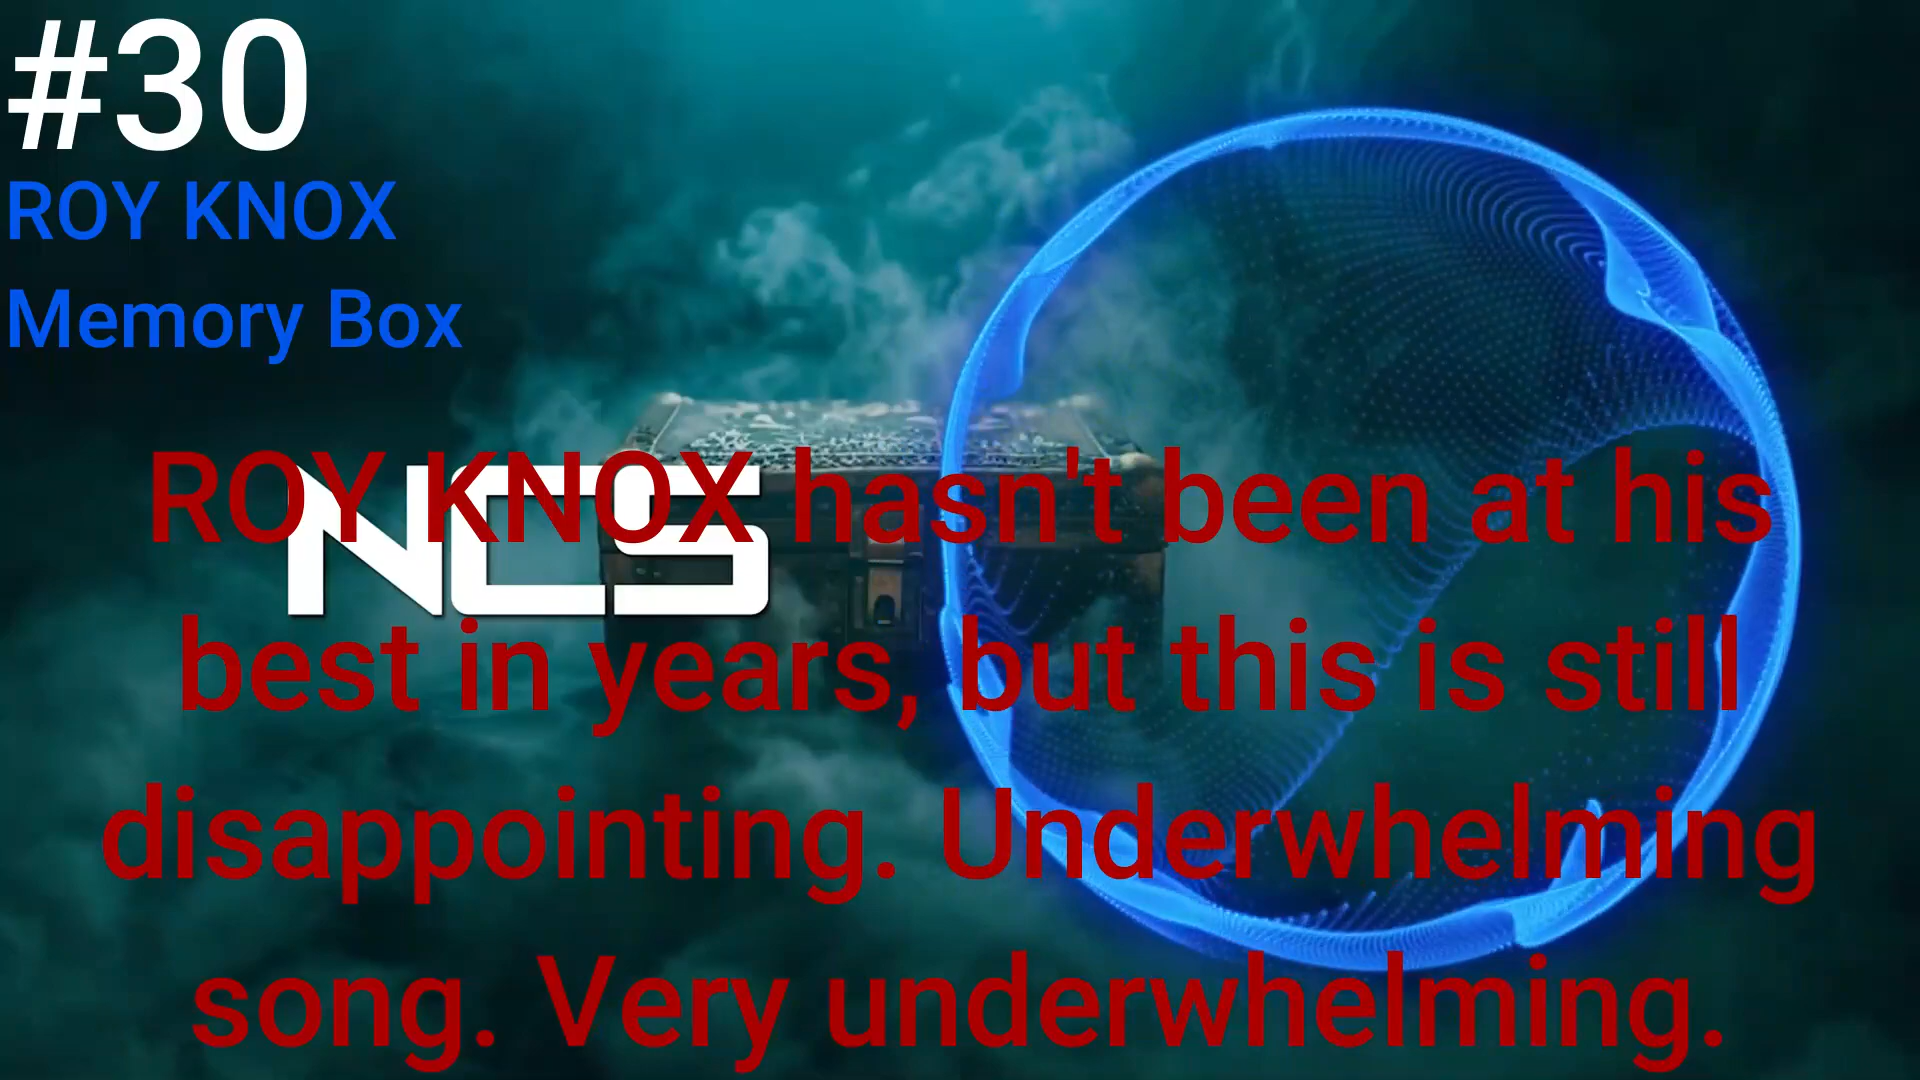 #30
ROY KNOX
Memory Box
NCS
ROY KNOX hasn't been at his
best in years, but this is still
disappointing. Underwhelming
song. Very underwhelming.